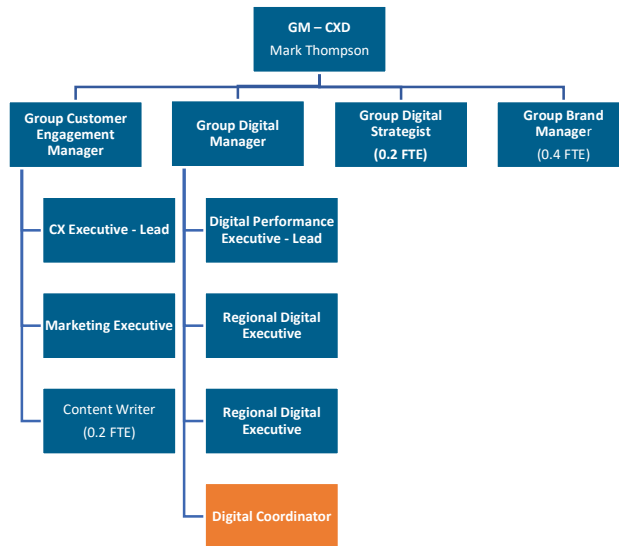 GM – CXD
Mark Thompson
Group Customer
Engagement
Manager
Group Digital
Manager
Group Digital
Strategist
(0.2 FTE)
Group Brand
Manager
(0.4 FTE)
CX Executive - Lead
Marketing Executive
Content Writer
(0.2 FTE)
Digital Performance
Executive - Lead
Regional Digital
Executive
Regional Digital
Executive
Digital Coordinator